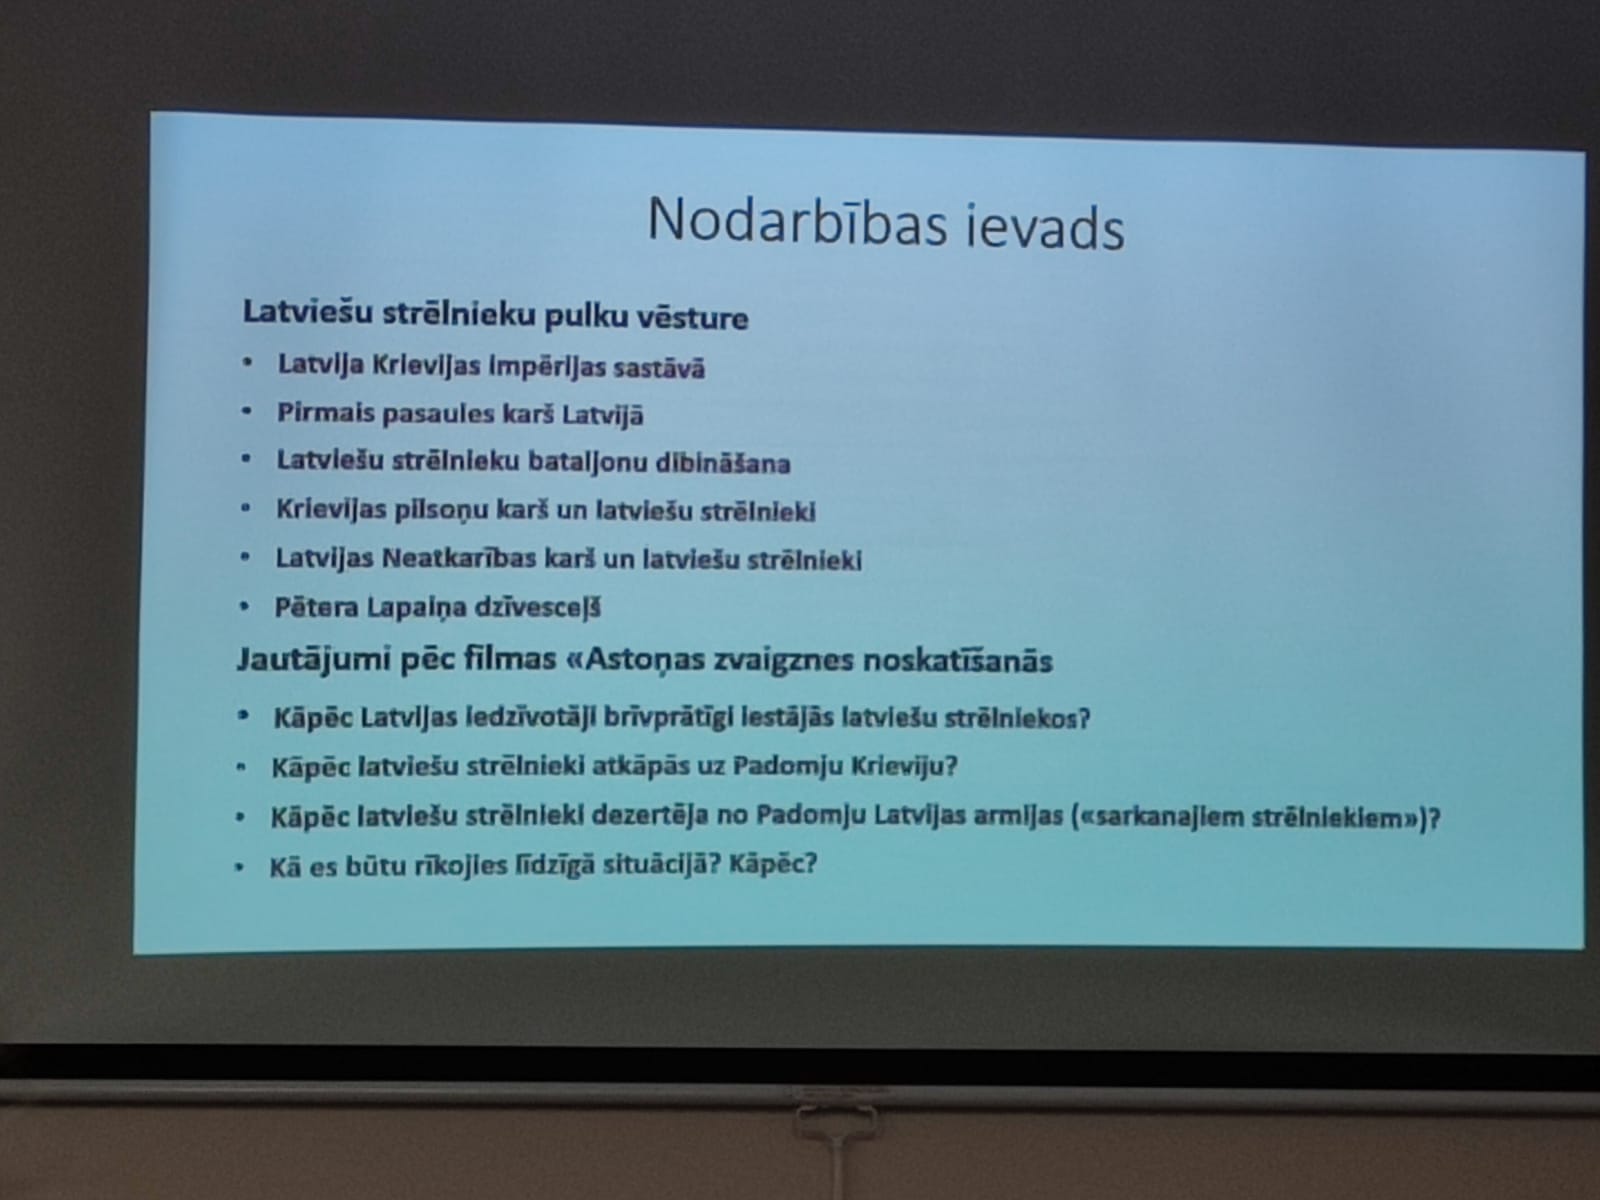 Nodarbības ievads
Latviešu strēlnieku pulku vēsture
• Latvija Krievijas impērijas sastāvā
• Pirmais pasaules karš Latvijā
• Latviešu strēlnieku bataljonu dibināšana
• Krievijas pilsoņu karš un latviešu strēlnieki
• Latvijas Neatkarības karš un latviešu strēlnieki
• Pētera Lapaiņa dzīvesceļš
Jautājumi pēc filmas «Astoņas zvaigznes noskatīšanās
• Kāpēc Latvijas iedzīvotāji brīvprātīgi iestājās latviešu strēlniekos?
• Kāpēc latviešu strēlnieki atkāpās uz Padomju Krieviju?
• Kāpēc latviešu strēlnieki dezertēja no Padomju Latvijas armijas («sarkanajiem strēlniekiem»)?
• Kā es būtu rīkojies līdzīgā situācijā? Kāpēc?